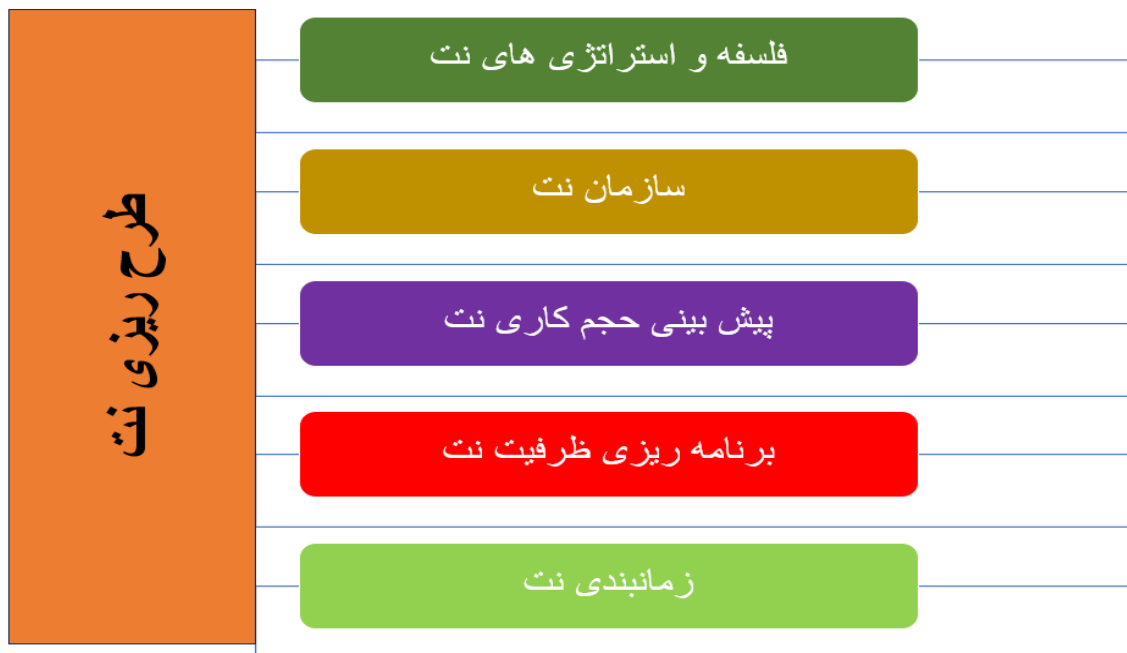 طرح ریزی نت
فلسفه و استراتژی های نت
سازمان نت
پیش بینی حجم کاری نت
برنامه ریزی ظرفیت نت
زمانبندی نت